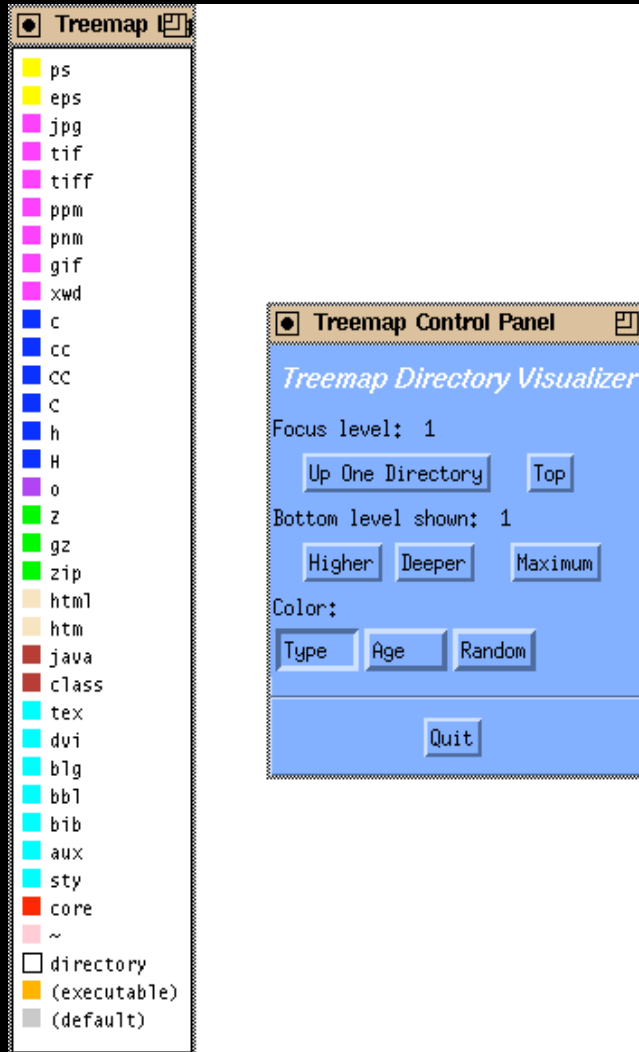 Treemap
ps
eps
jpg
tif
tiff
ppm
pnm
gif
xwd
c
cc
CC
C
h
H
o
Z
gz
zip
html
htm
java
class
tex
dvi
blg
bbl
bib
aux
sty
core
~
directory
(executable)
(default)
Treemap Control Panel
Treemap Directory Visualizer
Focus level: 1
Up One Directory Top
Bottom level shown: 1
Higher Deeper Maximum
Color:
Type Age Random
Quit